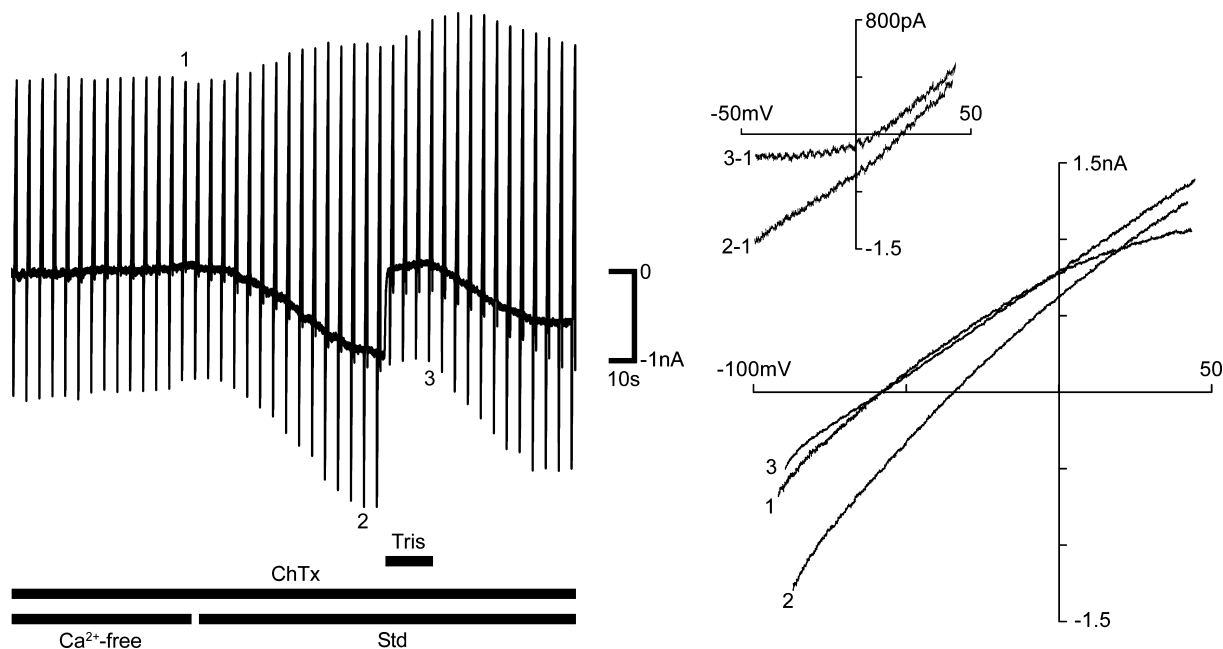 1
2
3
0
-1nA
10s
Tris
ChTx
Ca²⁺-free
Std
800pA
-50mV
50
3-1
2-1
-1.5
1.5nA
-100mV
50
3
1
2
-1.5